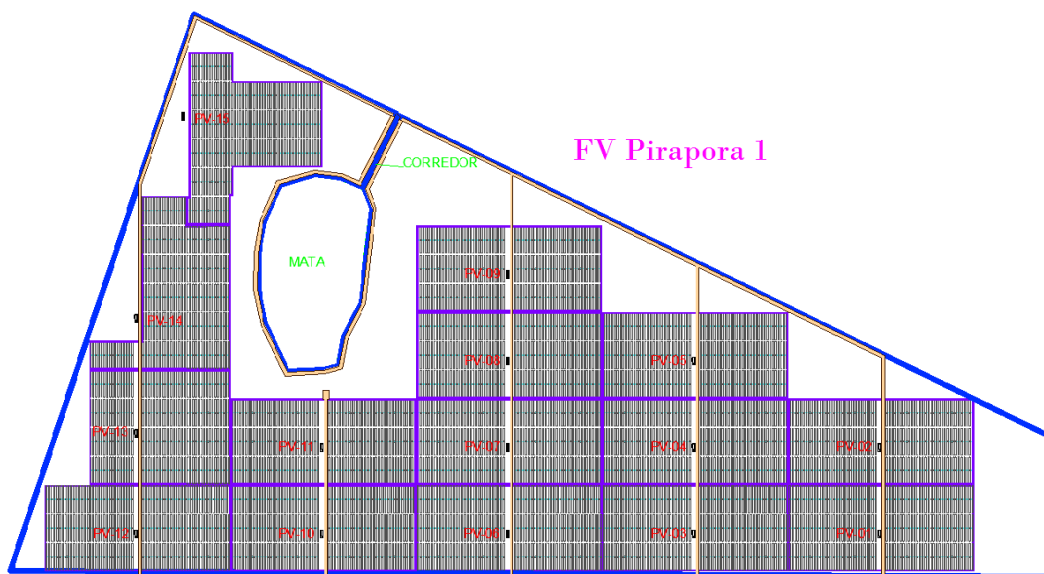 PV-15
FV Pirapora 1
CORREDOR
MATA
PV-09
PV-14
PV-08
PV-05
PV-13
PV-11
PV-07
PV-04
PV-02
PV-12
PV-10
PV-06
PV-03
PV-01